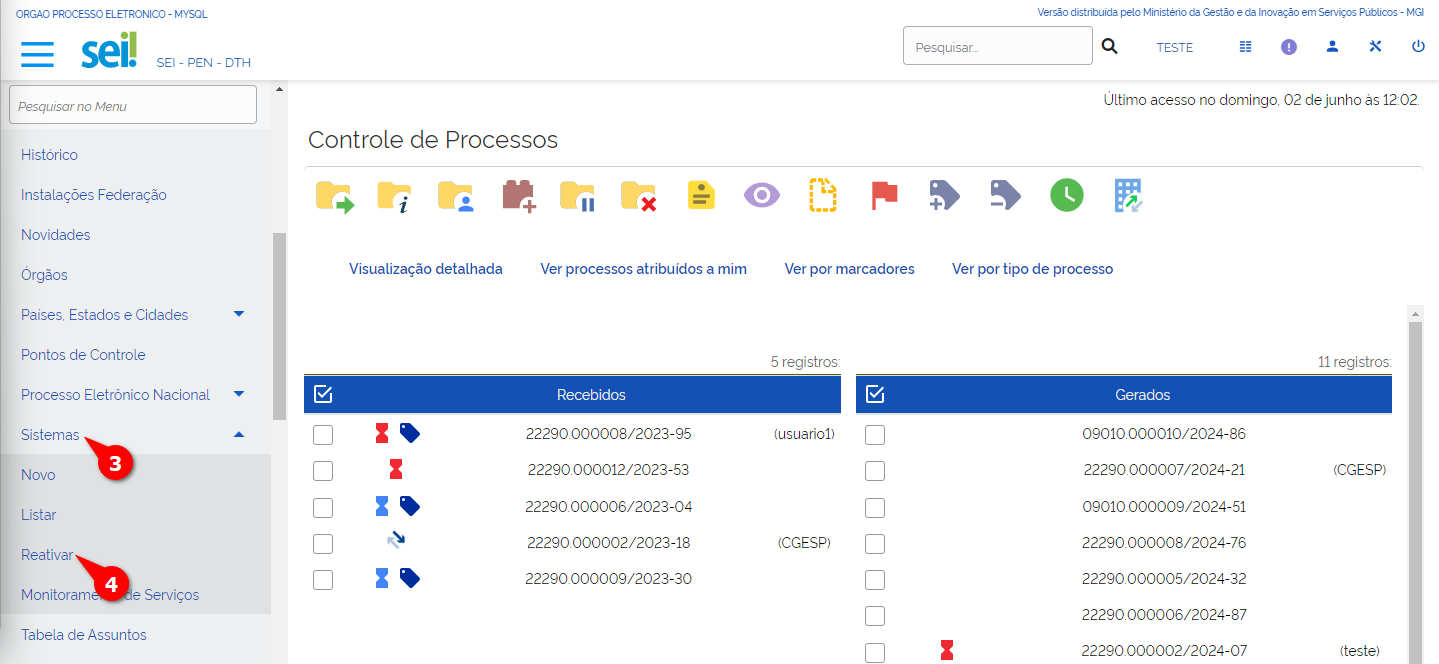 ORGAO PROCESSO ELETRONICO - MYSQL
Versão distribuída pelo Ministério da Gestão e da Inovação em Serviços Públicos - MGI
sei!
SEI - PEN - DTH
Pesquisar...
TESTE
Pesquisar no Menu
Último acesso no domingo, 02 de junho às 12:02.
Controle de Processos
Histórico
Instalações Federação
Novidades
Órgãos
Países, Estados e Cidades
Pontos de Controle
Processo Eletrônico Nacional
Sistemas
3
Novo
Listar
Reativar
4
Monitoramento de Serviços
Tabela de Assuntos
Visualização detalhada
Ver processos atribuídos a mim
Ver por marcadores
Ver por tipo de processo
5 registros:
Recebidos
22290.000008/2023-95 (usuario1)
22290.000012/2023-53
22290.000006/2023-04
22290.000002/2023-18 (CGESP)
22290.000009/2023-30
11 registros:
Gerados
09010.000010/2024-86
22290.000007/2024-21 (CGESP)
09010.000009/2024-51
22290.000008/2024-76
22290.000005/2024-32
22290.000006/2024-87
22290.000002/2024-07 (teste)